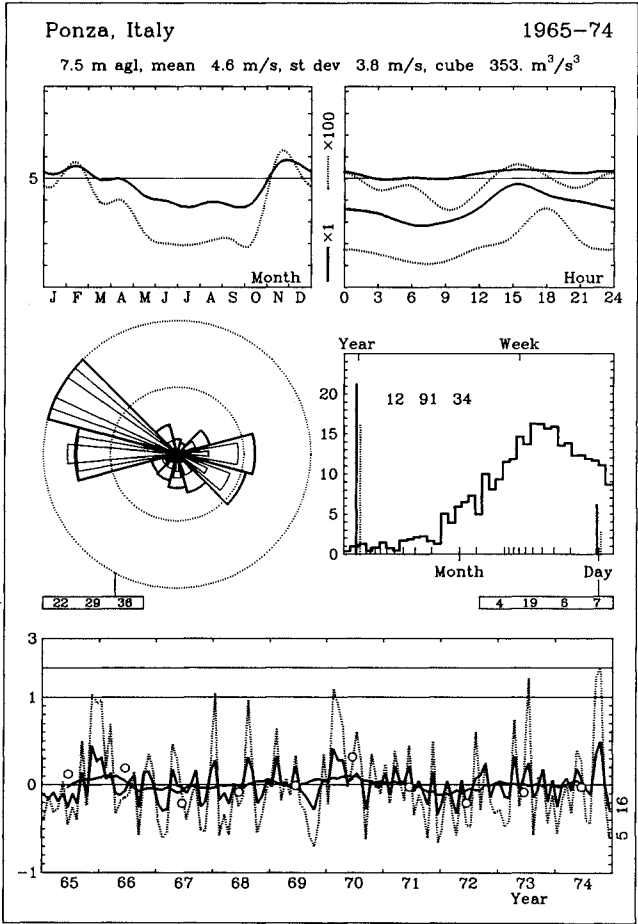 Ponza, Italy 1965-74
7.5 m agl, mean 4.6 m/s, st dev 3.8 m/s, cube 353. m³/s³
5
Month
J F M A M J J A S O N D
×1 ×100
Hour
0 3 6 9 12 15 18 21 24
Year Week
20
15
10
5
0
12 91 34
Month Day
22 29 36
4 19 6 7
3
1
0
-1
65 66 67 68 69 70 71 72 73 74
Year
5 16